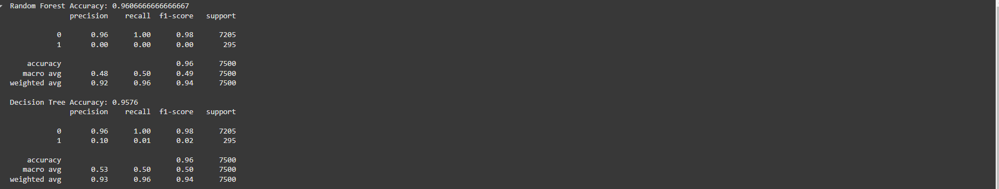 Random Forest Accuracy: 0.9606666666666667
precision recall f1-score support
0 0.96 1.00 0.98 7205
1 0.00 0.00 0.00 295
accuracy 0.96 7500
macro avg 0.48 0.50 0.49 7500
weighted avg 0.92 0.96 0.94 7500
Decision Tree Accuracy: 0.9576
precision recall f1-score support
0 0.96 1.00 0.98 7205
1 0.10 0.01 0.02 295
accuracy 0.96 7500
macro avg 0.53 0.50 0.50 7500
weighted avg 0.93 0.96 0.94 7500